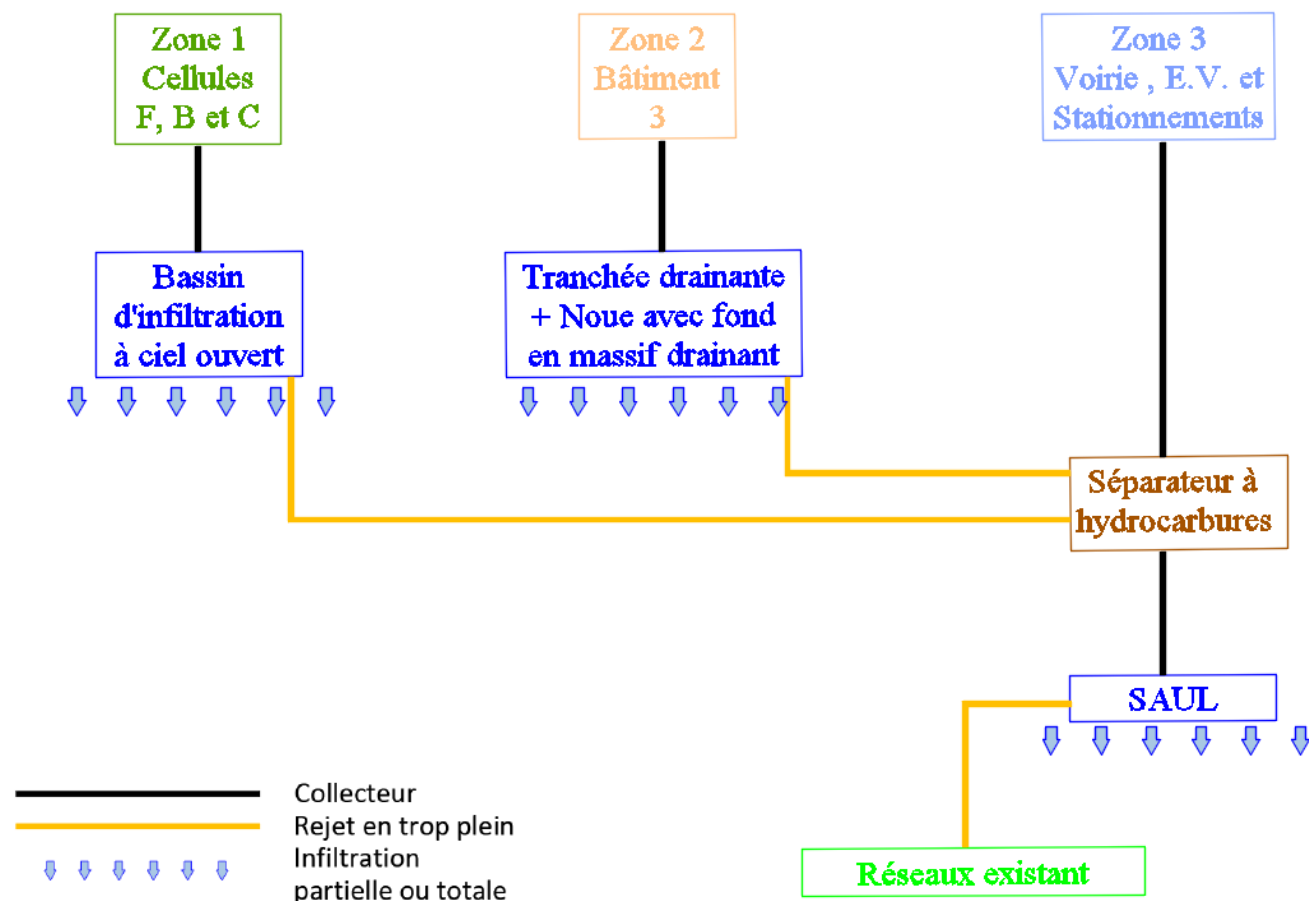 Zone 1
Cellules
F, B et C
Zone 2
Bâtiment
3
Zone 3
Voirie , E.V. et
Stationnements
Bassin
d'infiltration
à ciel ouvert
Tranchée drainante
+ Noue avec fond
en massif drainant
Séparateur à
hydrocarbures
SAUL
Réseaux existant
Collecteur
Rejet en trop plein
Infiltration
partielle ou totale